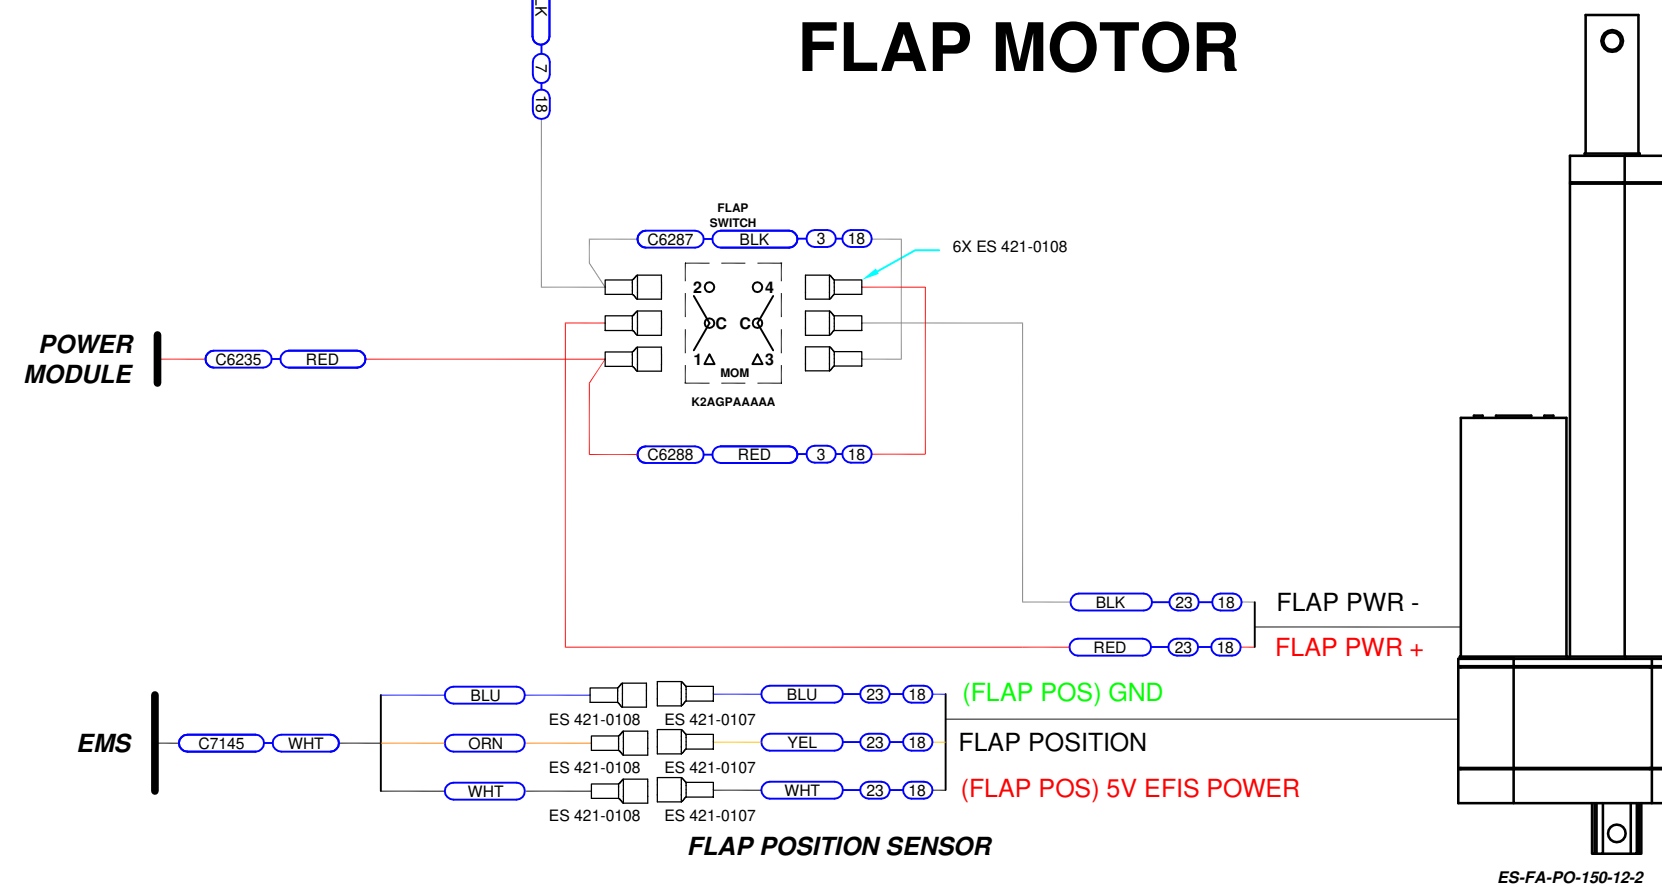 FLAP MOTOR
7
18
FLAP
SWITCH
C6287 BLK 3 18
6X ES 421-0108
2 4
C C
1 3
MOM
K2AGPAAAAA
POWER
MODULE
C6235 RED
C6288 RED 3 18
BLK 23 18 FLAP PWR -
RED 23 18 FLAP PWR +
EMS
C7145 WHT
BLU BLU 23 18 (FLAP POS) GND
ES 421-0108 ES 421-0107
ORN YEL 23 18 FLAP POSITION
ES 421-0108 ES 421-0107
WHT WHT 23 18 (FLAP POS) 5V EFIS POWER
ES 421-0108 ES 421-0107
FLAP POSITION SENSOR
ES-FA-PO-150-12-2